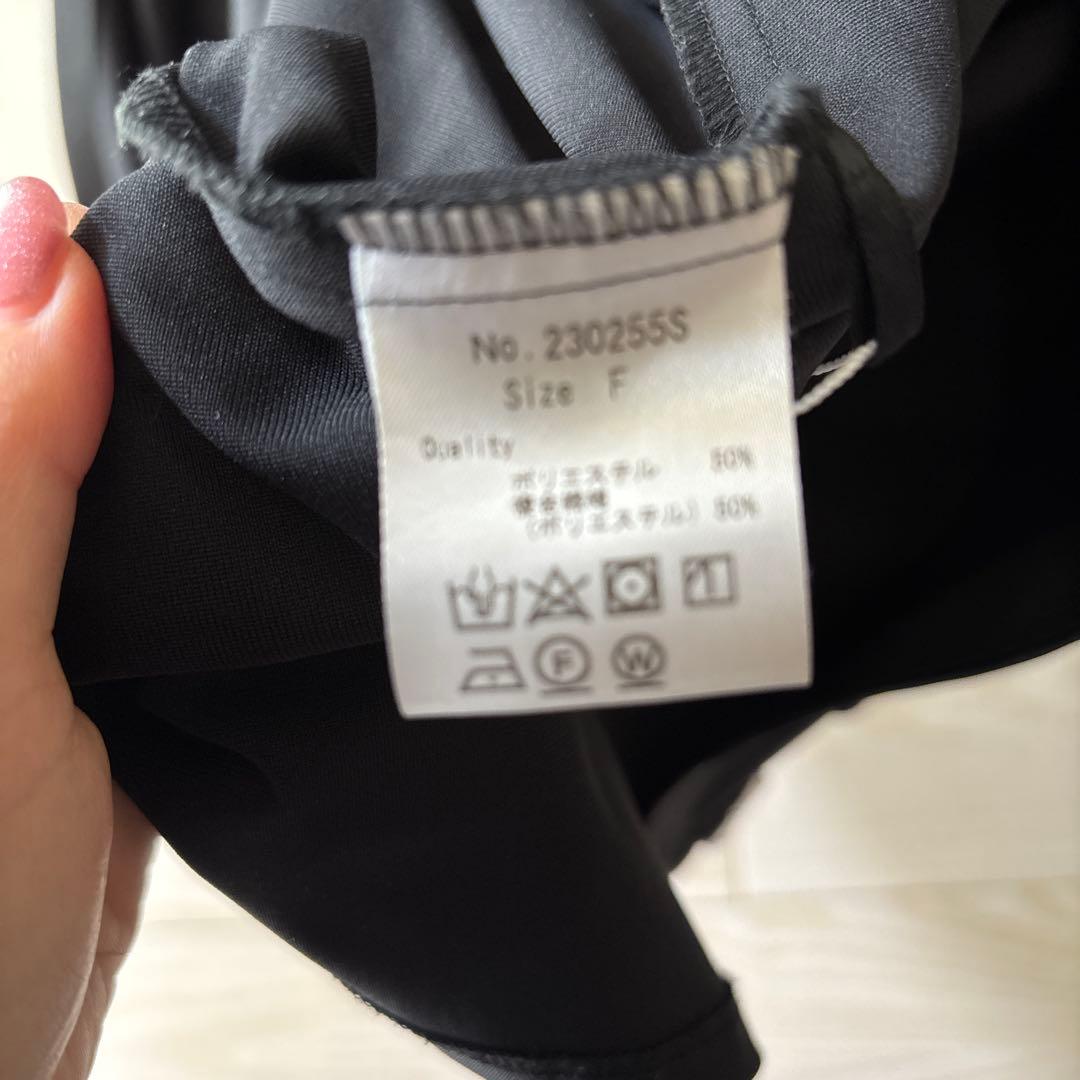 No.230255S
Size F
Quality
ポリエステル 50%
複合繊維
(ポリエステル) 50%
F W